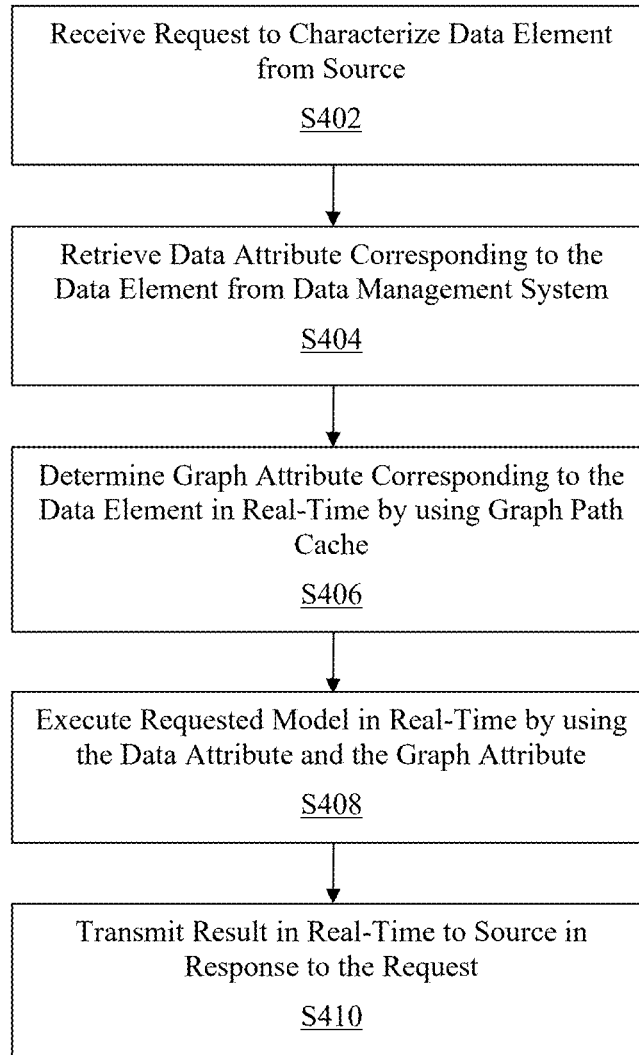 Receive Request to Characterize Data Element
from Source
S402
Retrieve Data Attribute Corresponding to the
Data Element from Data Management System
S404
Determine Graph Attribute Corresponding to the
Data Element in Real-Time by using Graph Path
Cache
S406
Execute Requested Model in Real-Time by using
the Data Attribute and the Graph Attribute
S408
Transmit Result in Real-Time to Source in
Response to the Request
S410